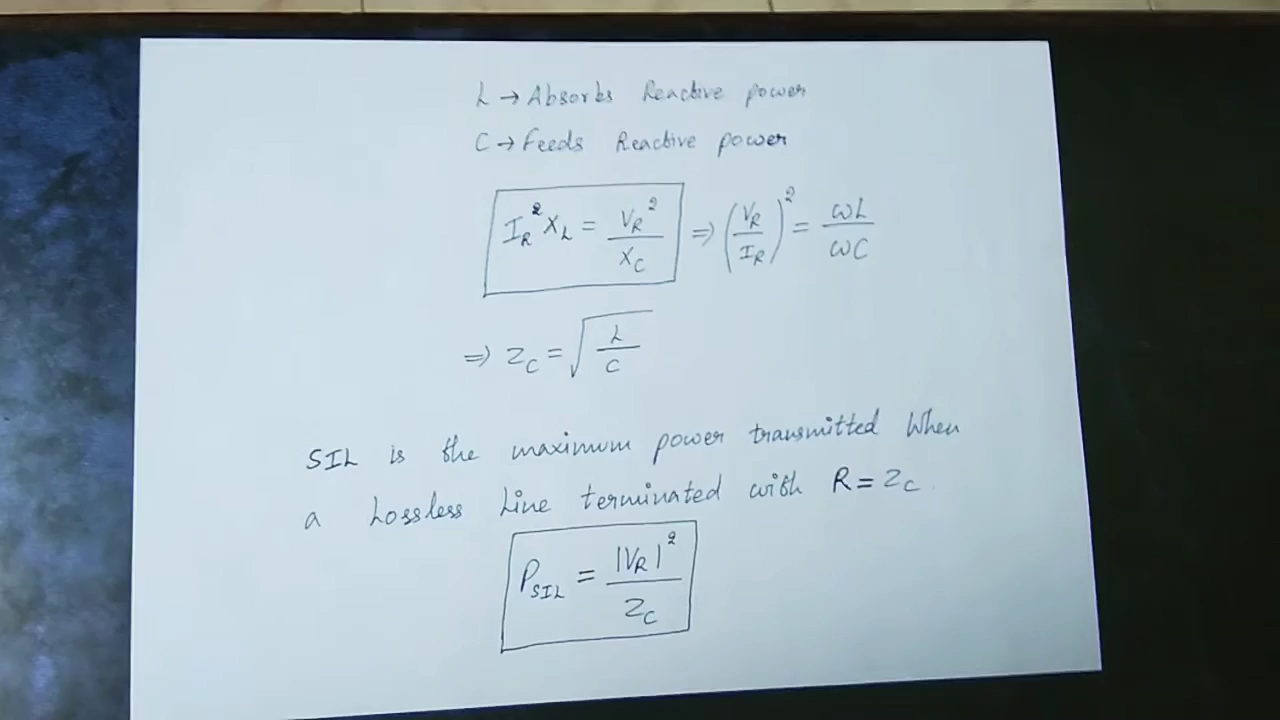 L → Absorbs Reactive power
C → Feeds Reactive power
I_R² X_L = V_R² / X_C ⇒ (V_R / I_R)² = ωL / ωC
⇒ Z_C = √(L / C)
SIL is the maximum power transmitted When
a Lossless Line terminated with R = Z_C.
P_SIL = |V_R|² / Z_C